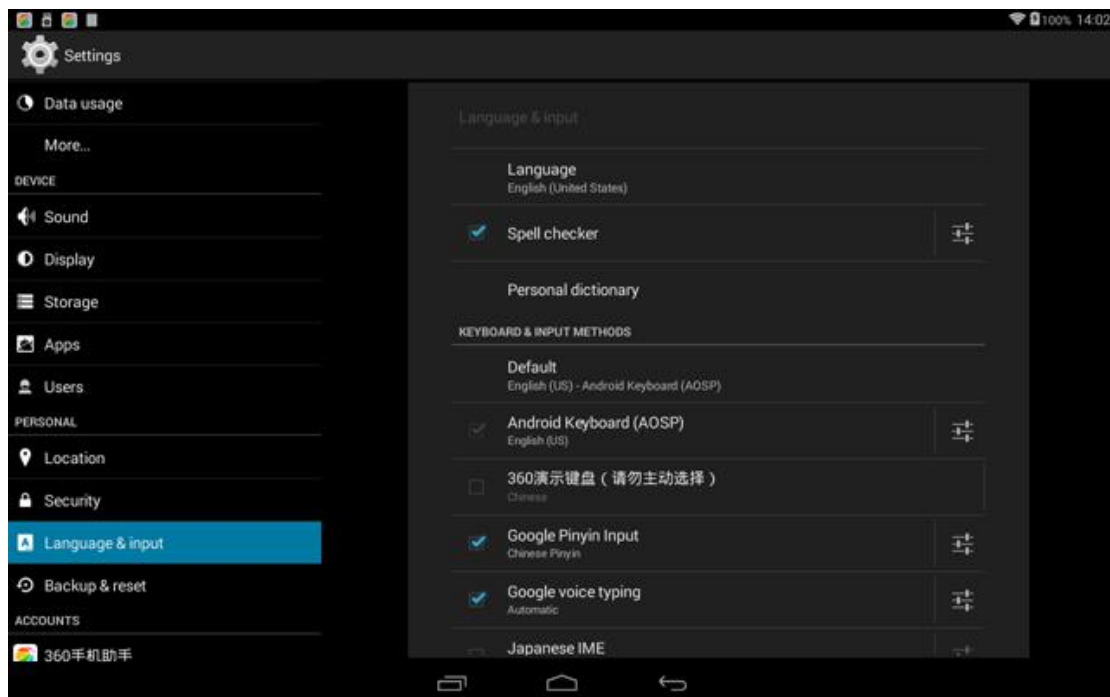 100% 14:02
Settings
Data usage
More...
DEVICE
Sound
Display
Storage
Apps
Users
PERSONAL
Location
Security
Language & input
Backup & reset
ACCOUNTS
360手机助手
Language & input
Language
English (United States)
Spell checker
Personal dictionary
KEYBOARD & INPUT METHODS
Default
English (US) - Android Keyboard (AOSP)
Android Keyboard (AOSP)
English (US)
360演示键盘（请勿主动选择）
Chinese
Google Pinyin Input
Chinese Pinyin
Google voice typing
Automatic
Japanese IME